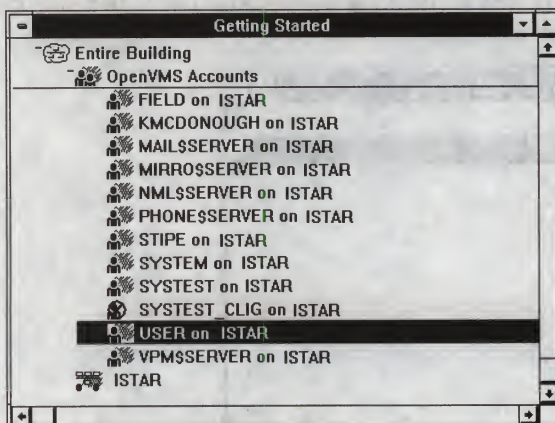 Getting Started
Entire Building
OpenVMS Accounts
FIELD on ISTAR
KMCDONOUGH on ISTAR
MAIL$SERVER on ISTAR
MIRRO$SERVER on ISTAR
NML$SERVER on ISTAR
PHONE$SERVER on ISTAR
STIPE on ISTAR
SYSTEM on ISTAR
SYSTEST on ISTAR
SYSTEST_CLIG on ISTAR
USER on ISTAR
VPM$SERVER on ISTAR
ISTAR